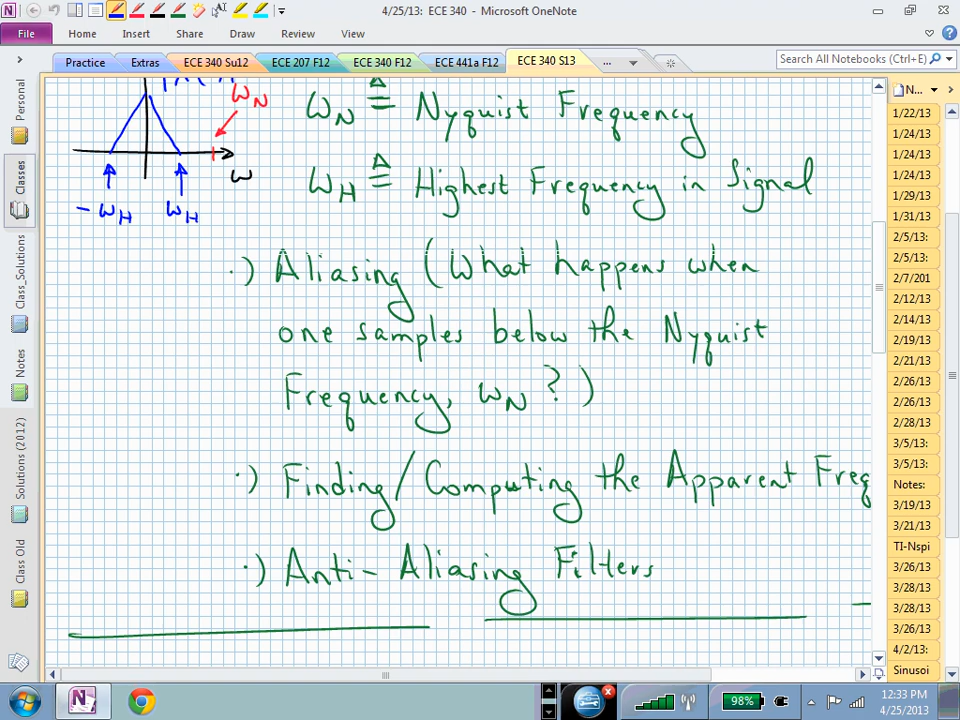 4/25/13: ECE 340 - Microsoft OneNote
File Home Insert Share Draw Review View
Practice Extras ECE 340 Su12 ECE 207 F12 ECE 340 F12 ECE 441a F12 ECE 340 S13 ... Search All Notebooks (Ctrl+E)
Personal
Classes
Class_Solutions
Notes
Solutions (2012)
Class Old
ωN
ω
-ωH ωH
ωN ≜ Nyquist Frequency
ωH ≜ Highest Frequency in Signal
·) Aliasing (What happens when
one samples below the Nyquist
Frequency, ωN?)
·) Finding/Computing the Apparent Freq
·) Anti-Aliasing Filters
N...
1/22/13
1/24/13
1/24/13
1/24/13
1/29/13
1/31/13
2/5/13:
2/5/13:
2/7/201
2/12/13
2/14/13
2/19/13
2/21/13
2/26/13
2/26/13
2/28/13
3/5/13:
3/5/13:
Notes:
3/19/13
3/21/13
TI-Nspi
3/26/13
3/28/13
3/28/13
3/26/13
4/2/13:
Sinusoi
98%
12:33 PM
4/25/2013